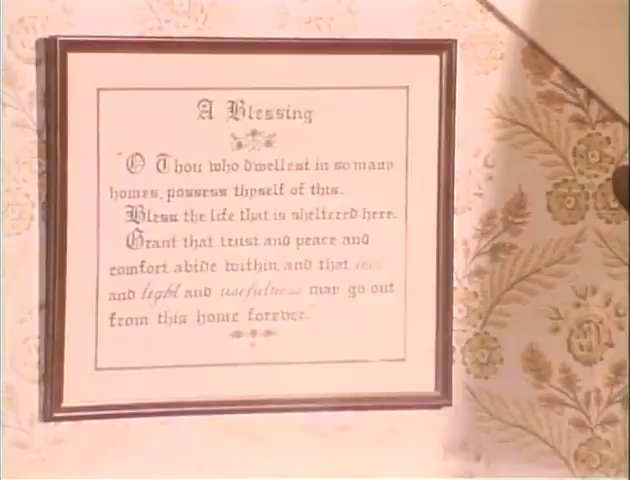 A Blessing
"O Thou who dwellest in so many
homes, possess thyself of this.
Bless the life that is sheltered here.
Grant that trust and peace and
comfort abide within, and that love
and light and usefulness may go out
from this home forever."